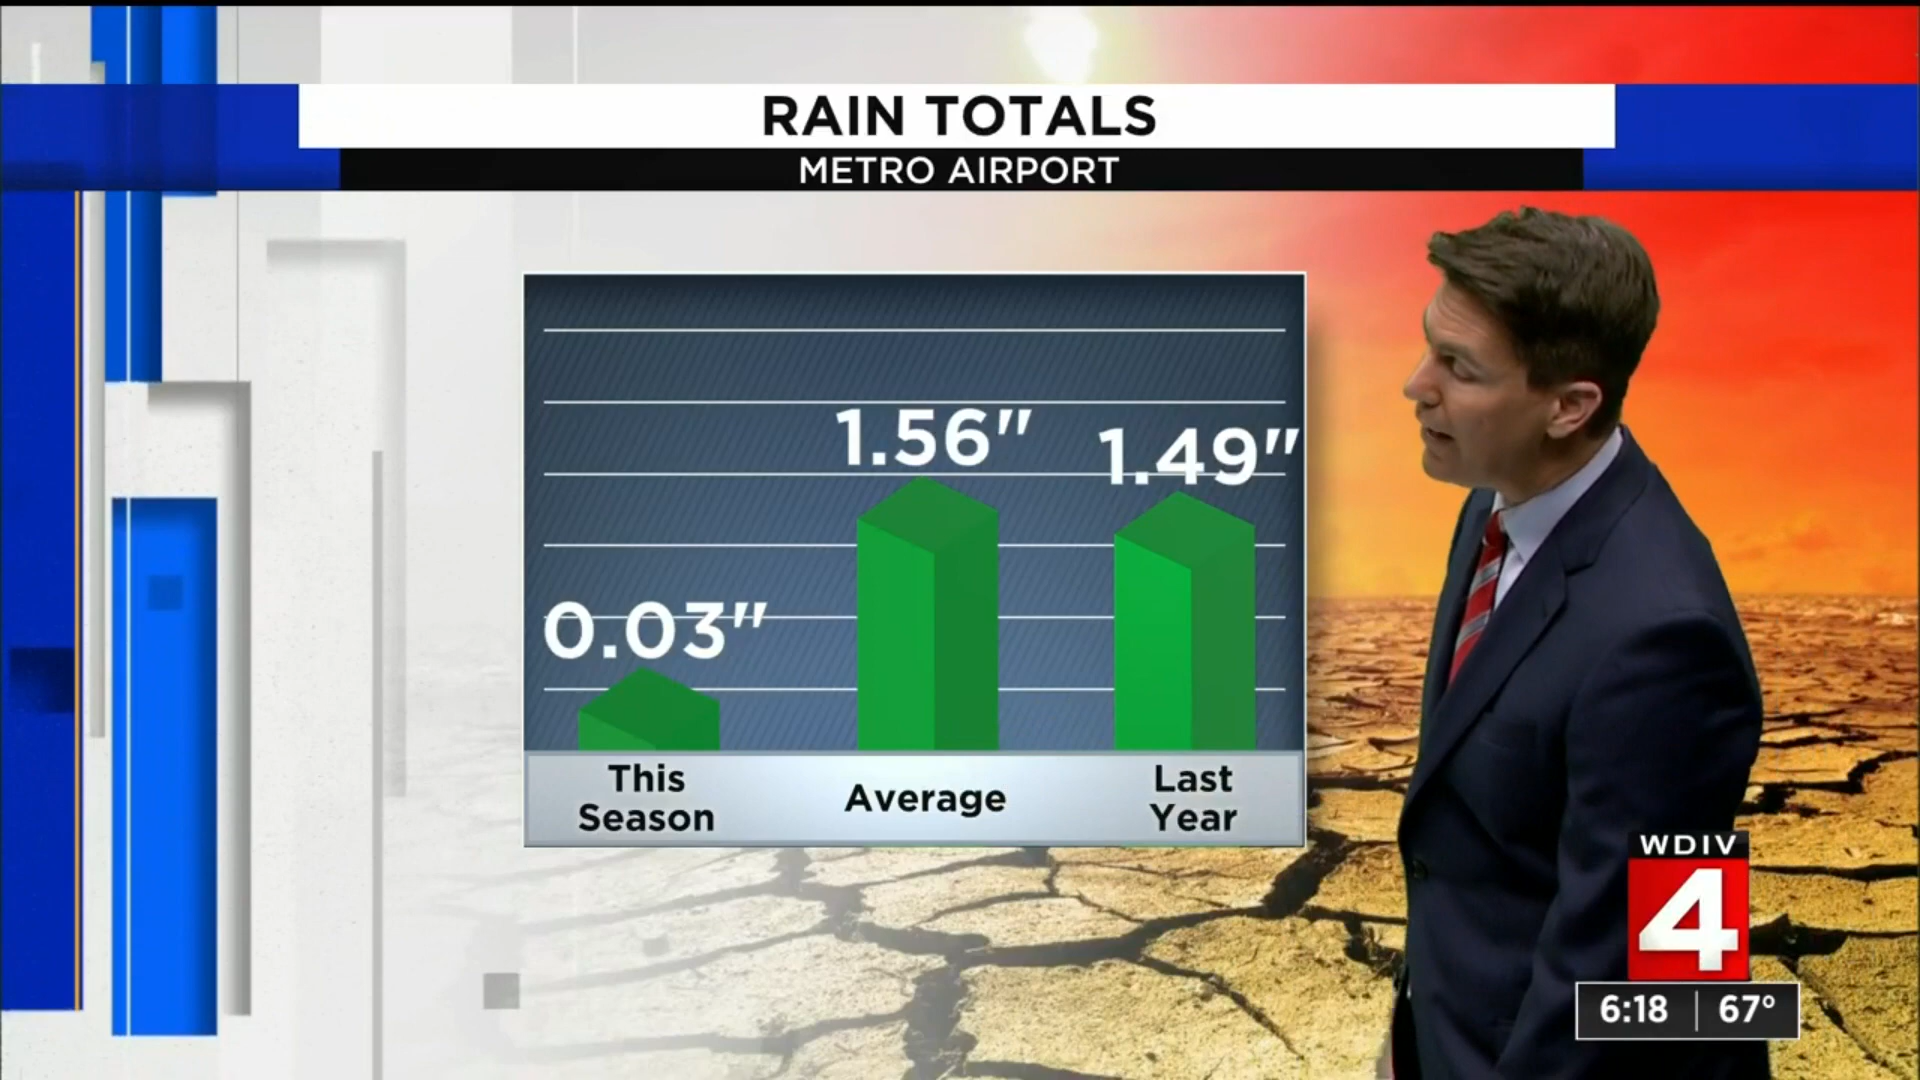 RAIN TOTALS
METRO AIRPORT
0.03"
1.56"
1.49"
This
Season
Average
Last
Year
WDIV
4
6:18 67°